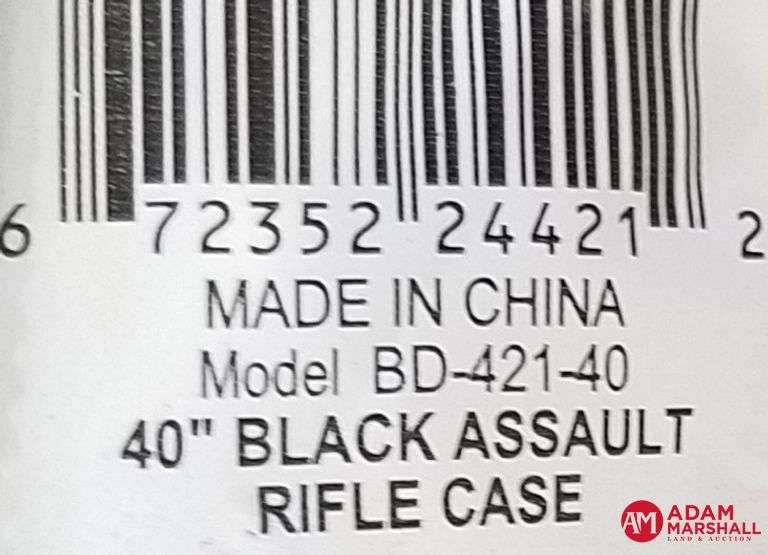 6 72352 24421 2
MADE IN CHINA
Model BD-421-40
40" BLACK ASSAULT
RIFLE CASE
AM ADAM
MARSHALL
LAND & AUCTION